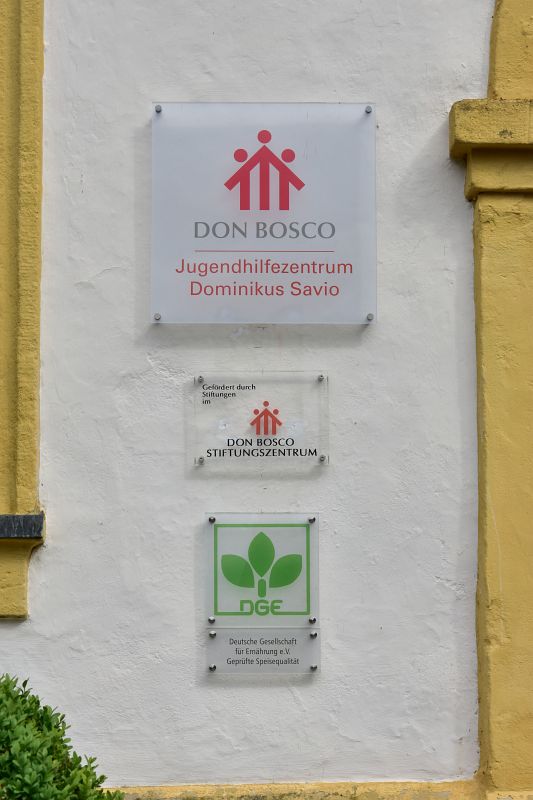 DON BOSCO
Jugendhilfezentrum
Dominikus Savio
Gefördert durch
Stiftungen
im
DON BOSCO
STIFTUNGSZENTRUM
DGE
Deutsche Gesellschaft
für Ernährung e.V.
Geprüfte Speisequalität